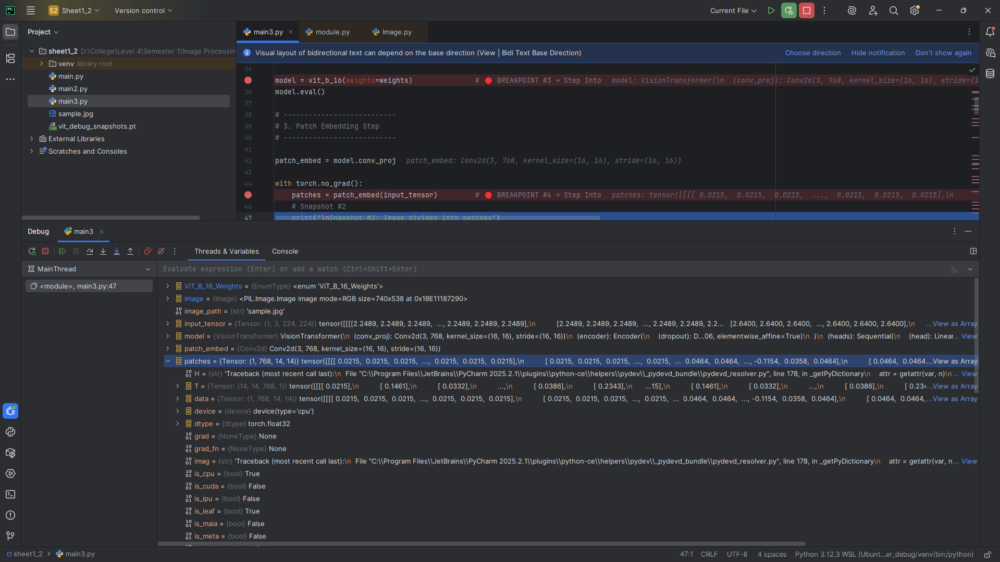 S2 Sheet1_2 Version control Current File
Project
main3.py module.py Image.py
Visual layout of bidirectional text can depend on the base direction (View | Bidi Text Base Direction) Choose direction Hide notification Don't show again
sheet1_2 D:\College\Level 4\Semester 1\Image Processin
venv library root
main.py
main2.py
main3.py
sample.jpg
vit_debug_snapshots.pt
External Libraries
Scratches and Consoles
34
model = vit_b_16(weights=weights) # 🔴 BREAKPOINT #3 → Step Into model: VisionTransformer(\n (conv_proj): Conv2d(3, 768, kernel_size=(16, 16), stride=(1
36 model.eval()
37
38 # ---------------------------
39 # 3. Patch Embedding Step
40 # ---------------------------
41
42 patch_embed = model.conv_proj patch_embed: Conv2d(3, 768, kernel_size=(16, 16), stride=(16, 16))
43
44 with torch.no_grad():
patches = patch_embed(input_tensor) # 🔴 BREAKPOINT #4 → Step Into patches: tensor([[[[ 0.0215, 0.0215, 0.0215, ..., 0.0215, 0.0215, 0.0215],\n
46 # Snapshot #2
47 print("\nSnapshot #2: Image divided into patches")
Debug main3
Threads & Variables Console
MainThread
Evaluate expression (Enter) or add a watch (Ctrl+Shift+Enter)
<module>, main3.py:47
ViT_B_16_Weights = {EnumType} <enum 'ViT_B_16_Weights'>
image = {Image} <PIL.Image.Image image mode=RGB size=740x538 at 0x1BE11187290>
image_path = {str} 'sample.jpg'
input_tensor = {Tensor: (1, 3, 224, 224)} tensor([[[[2.2489, 2.2489, 2.2489, ..., 2.2489, 2.2489, 2.2489],\n [2.2489, 2.2489, 2.2489, ..., 2.2489, 2.2489, 2.2... [2.6400, 2.6400, 2.6400, ..., 2.6400, 2.6400, 2.6400],\n ...View as Array
model = {VisionTransformer} VisionTransformer(\n (conv_proj): Conv2d(3, 768, kernel_size=(16, 16), stride=(16, 16))\n (encoder): Encoder(\n (dropout): D...06, elementwise_affine=True)\n )\n (heads): Sequential(\n (head): Linear... View
patch_embed = {Conv2d} Conv2d(3, 768, kernel_size=(16, 16), stride=(16, 16))
patches = {Tensor: (1, 768, 14, 14)} tensor([[[[ 0.0215, 0.0215, 0.0215, ..., 0.0215, 0.0215, 0.0215],\n [ 0.0215, 0.0215, 0.0215, ..., 0.0215, ... 0.0464, 0.0464, ..., -0.1154, 0.0358, 0.0464],\n [ 0.0464, 0.0464...View as Array
H = {str} 'Traceback (most recent call last):\n File "C:\\Program Files\\JetBrains\\PyCharm 2025.2.1\\plugins\\python-ce\\helpers\\pydev\\_pydevd_bundle\\pydevd_resolver.py", line 178, in _getPyDictionary\n attr = getattr(var, n)\n... View
T = {Tensor: (14, 14, 768, 1)} tensor([[[[ 0.0215],\n [ 0.1461],\n [ 0.0332],\n ...,\n [ 0.0386],\n [ 0.2343],\n ...15],\n [ 0.1461],\n [ 0.0332],\n ...,\n [ 0.0386],\n [ 0.234...View as Array
data = {Tensor: (1, 768, 14, 14)} tensor([[[[ 0.0215, 0.0215, 0.0215, ..., 0.0215, 0.0215, 0.0215],\n [ 0.0215, 0.0215, 0.0215, ..., 0.0215, ... 0.0464, 0.0464, ..., -0.1154, 0.0358, 0.0464],\n [ 0.0464, 0.0464,...View as Array
device = {device} device(type='cpu')
dtype = {dtype} torch.float32
grad = {NoneType} None
grad_fn = {NoneType} None
imag = {str} 'Traceback (most recent call last):\n File "C:\\Program Files\\JetBrains\\PyCharm 2025.2.1\\plugins\\python-ce\\helpers\\pydev\\_pydevd_bundle\\pydevd_resolver.py", line 178, in _getPyDictionary\n attr = getattr(var, n... View
is_cpu = {bool} True
is_cuda = {bool} False
is_ipu = {bool} False
is_leaf = {bool} True
is_maia = {bool} False
is_meta = {bool} False
sheet1_2 > main3.py 47:1 CRLF UTF-8 4 spaces Python 3.12.3 WSL (Ubunt...er_debug/venv/bin/python)